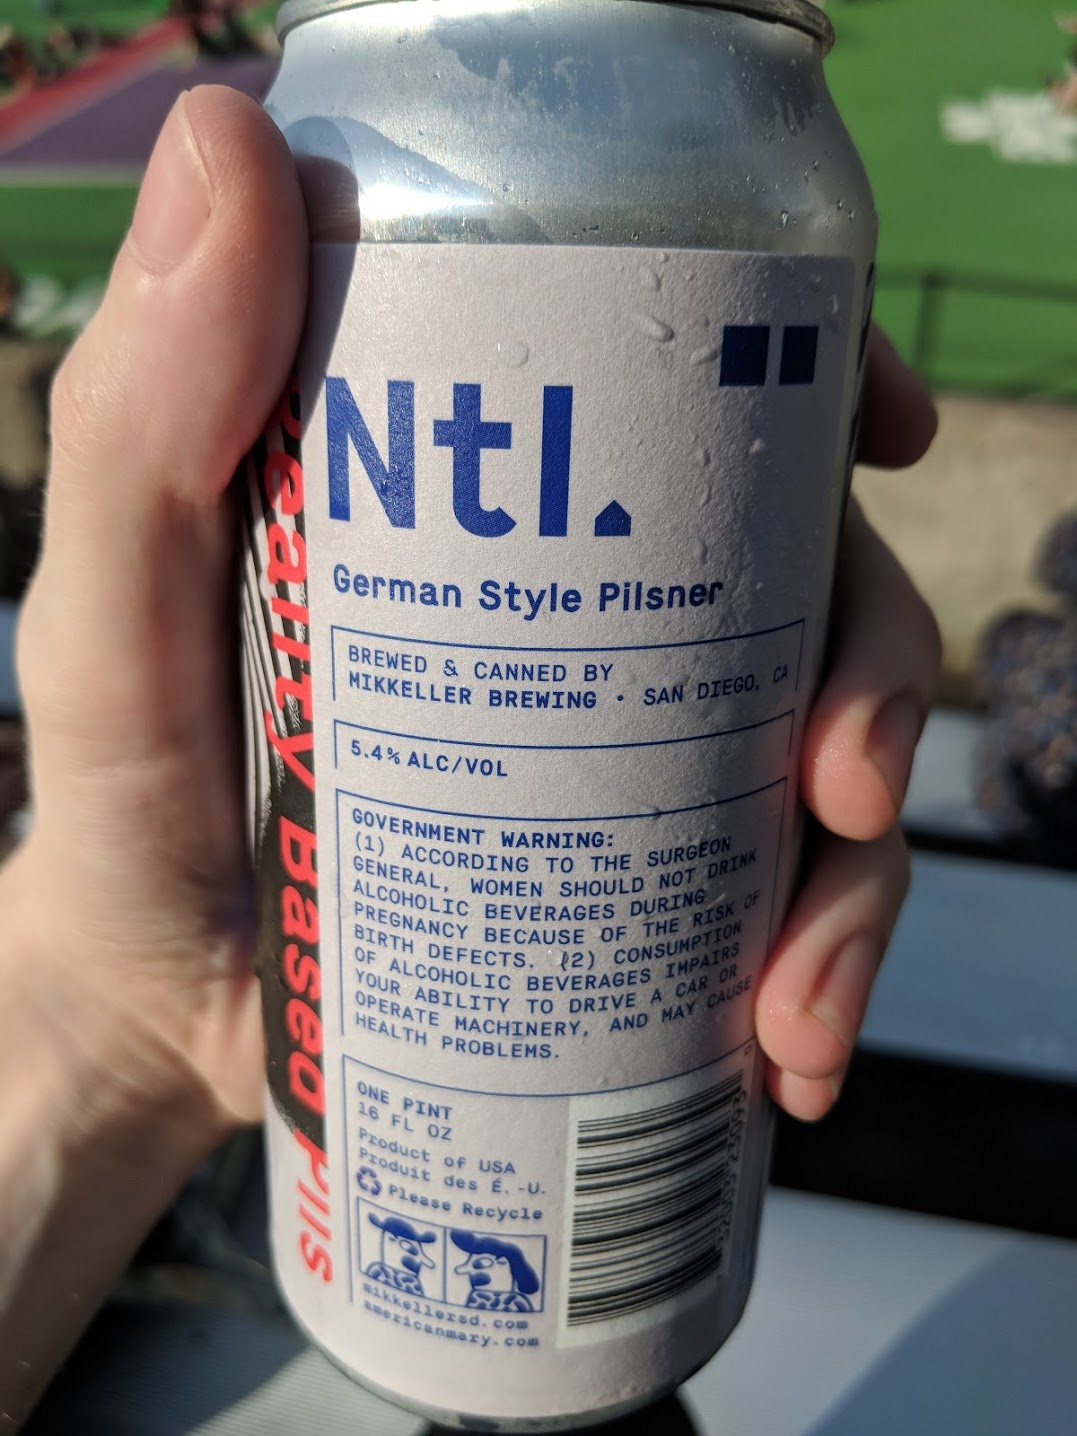 Ntl.
German Style Pilsner
BREWED & CANNED BY
MIKKELLER BREWING • SAN DIEGO, CA
5.4% ALC/VOL
GOVERNMENT WARNING:
(1) ACCORDING TO THE SURGEON
GENERAL, WOMEN SHOULD NOT DRINK
ALCOHOLIC BEVERAGES DURING
PREGNANCY BECAUSE OF THE RISK OF
BIRTH DEFECTS. (2) CONSUMPTION
OF ALCOHOLIC BEVERAGES IMPAIRS
YOUR ABILITY TO DRIVE A CAR OR
OPERATE MACHINERY, AND MAY CAUSE
HEALTH PROBLEMS.
ONE PINT
16 FL OZ
Product of USA
Produit des É.-U.
Please Recycle
mikkellersd.com
americanmary.com
Based Pils